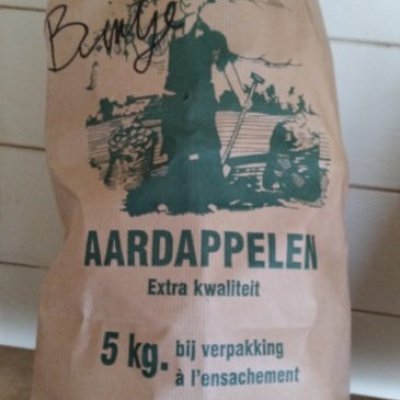 Bintje
AARDAPPELEN
Extra kwaliteit
5 kg. bij verpakking
à l'ensachement